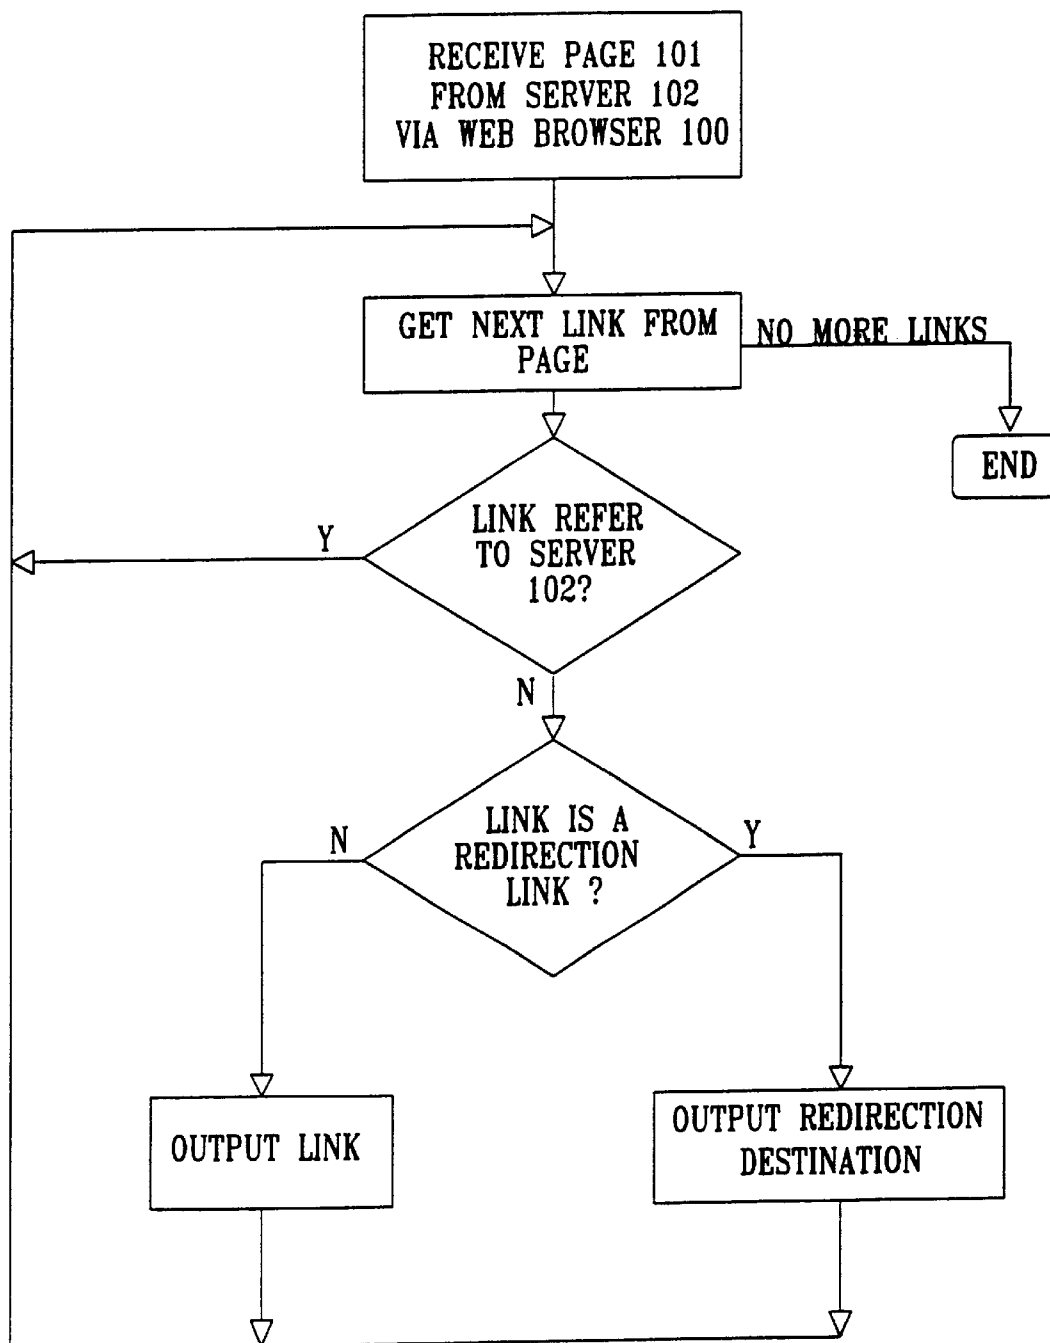 RECEIVE PAGE 101
FROM SERVER 102
VIA WEB BROWSER 100
GET NEXT LINK FROM
PAGE
NO MORE LINKS
END
LINK REFER
TO SERVER
102?
Y
N
LINK IS A
REDIRECTION
LINK ?
N
Y
OUTPUT LINK
OUTPUT REDIRECTION
DESTINATION